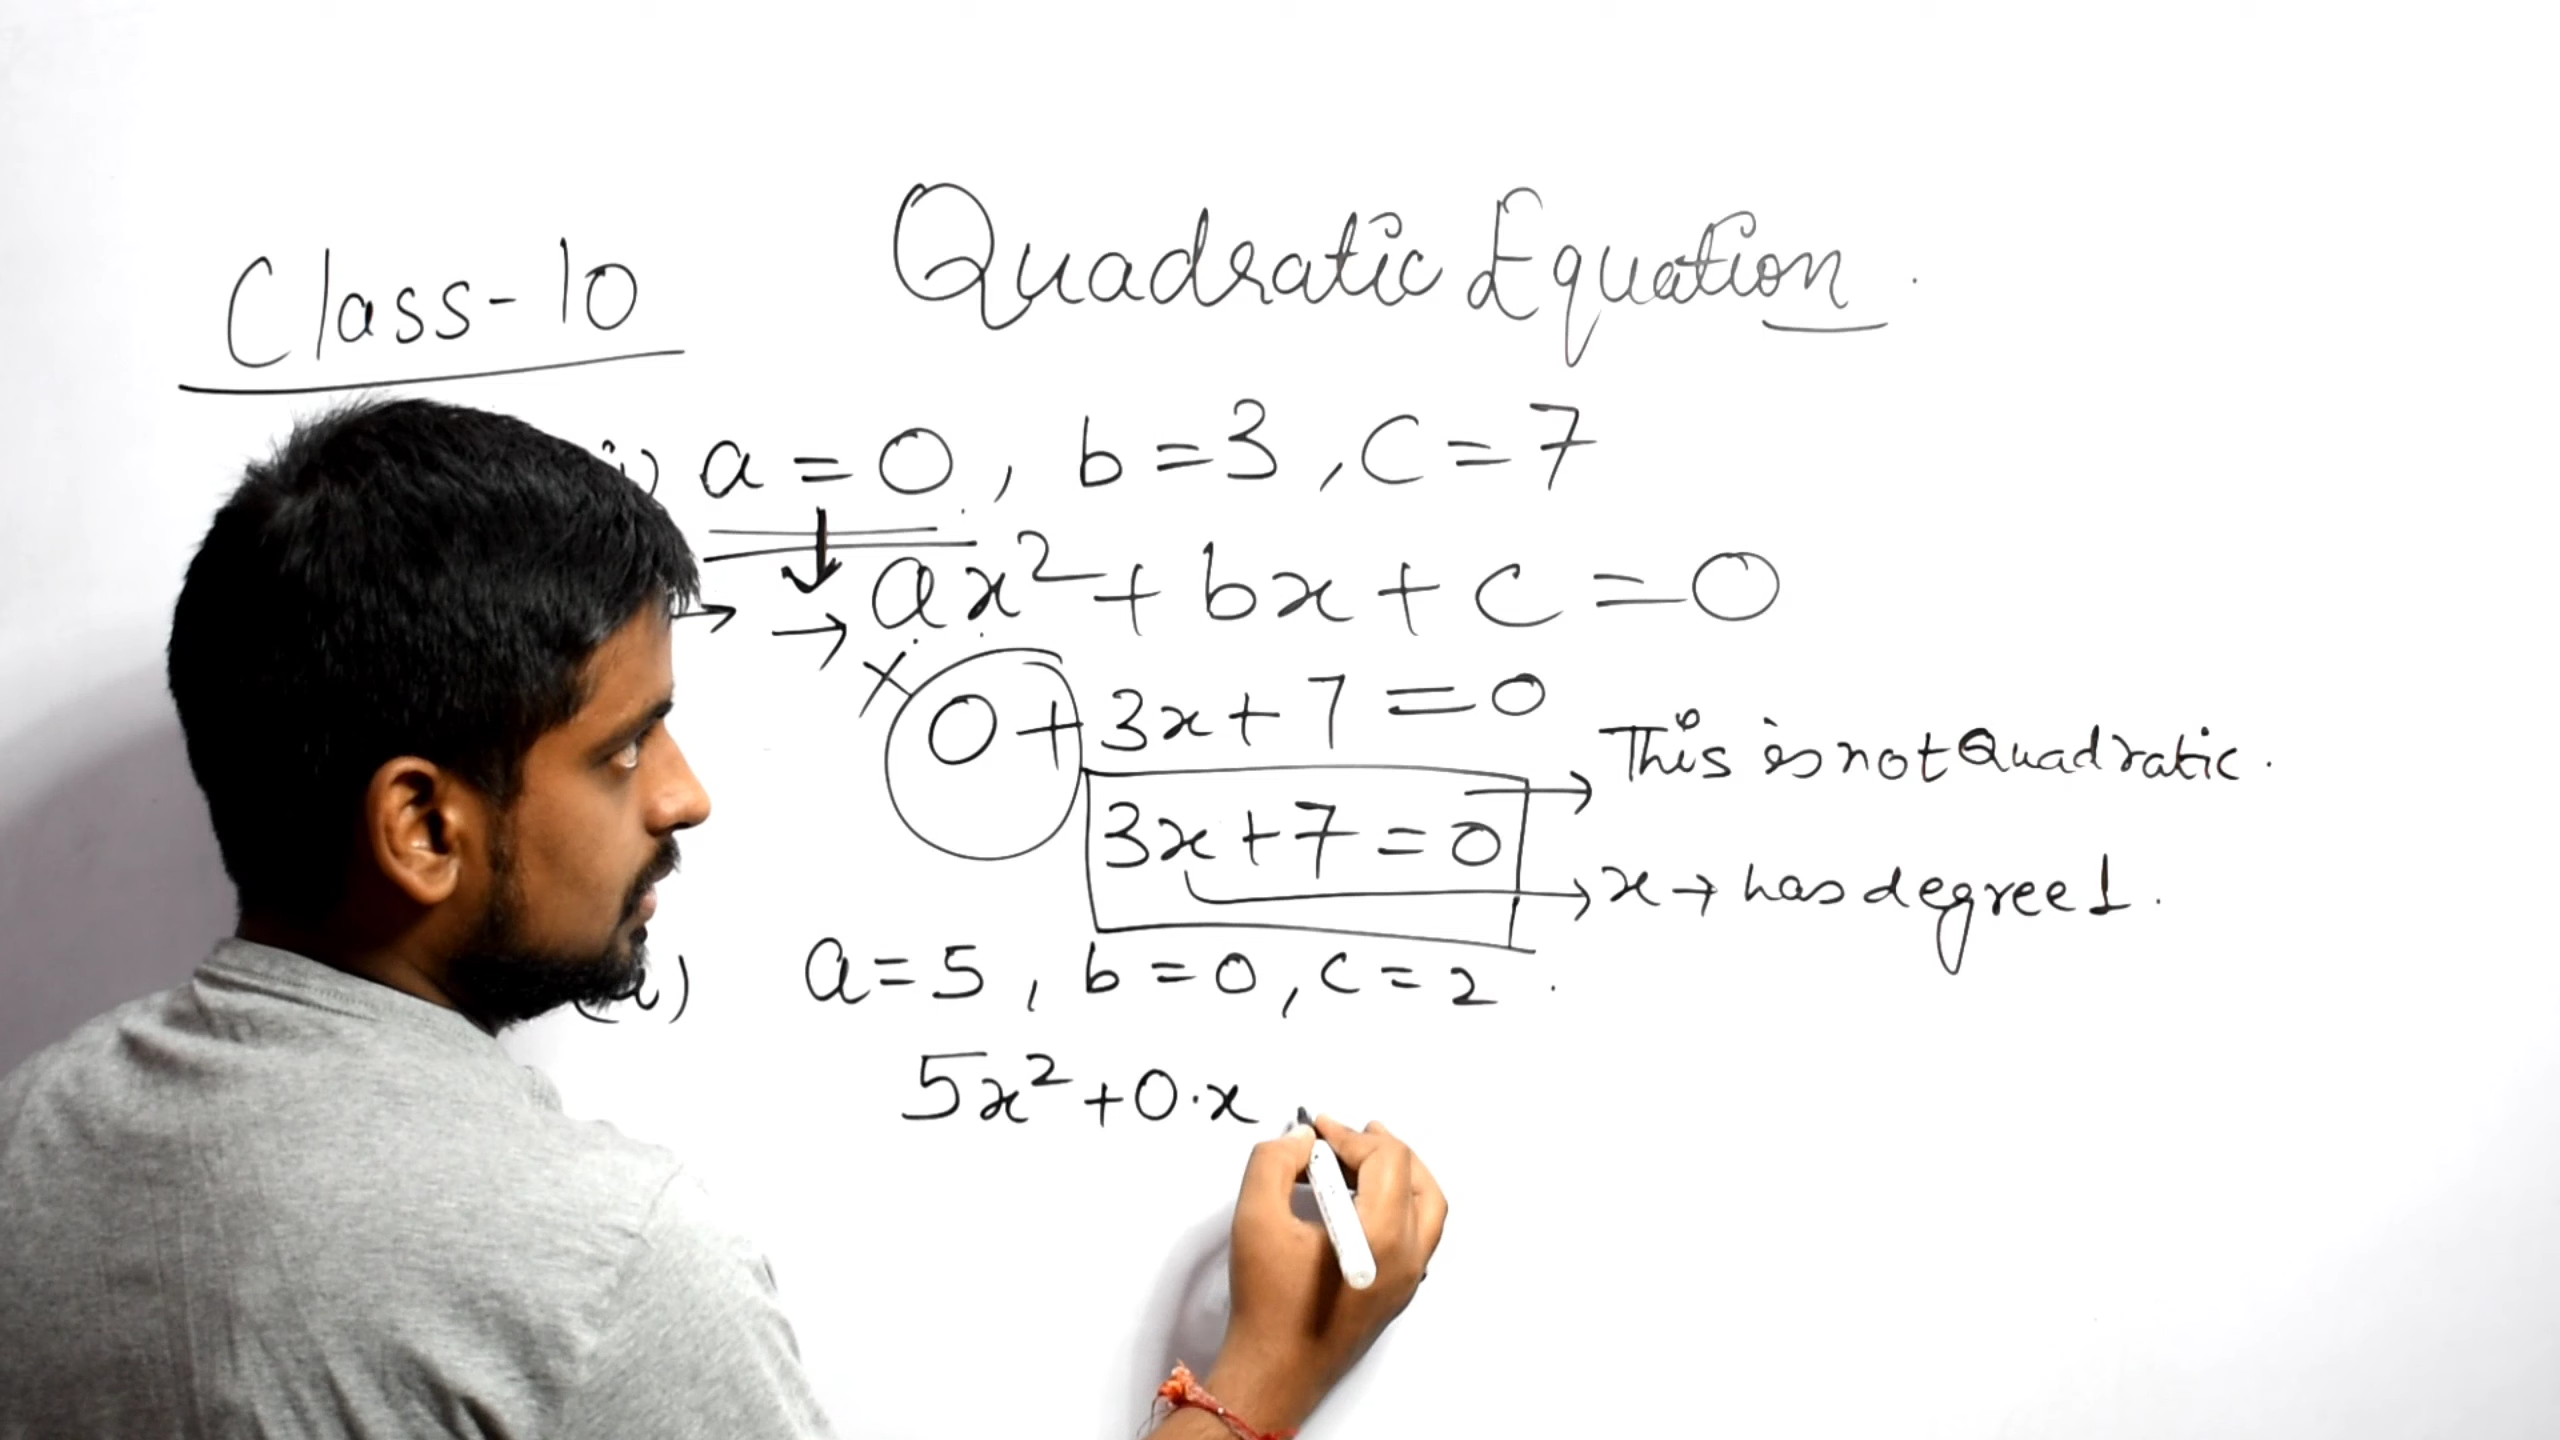 Class-10
Quadratic Equation.
i) a = 0, b = 3, c = 7
→ → ax² + bx + c = 0
x 0 + 3x + 7 = 0
→ This is not Quadratic.
3x + 7 = 0
→ x → has degree 1.
a = 5, b = 0, c = 2.
5x² + 0·x